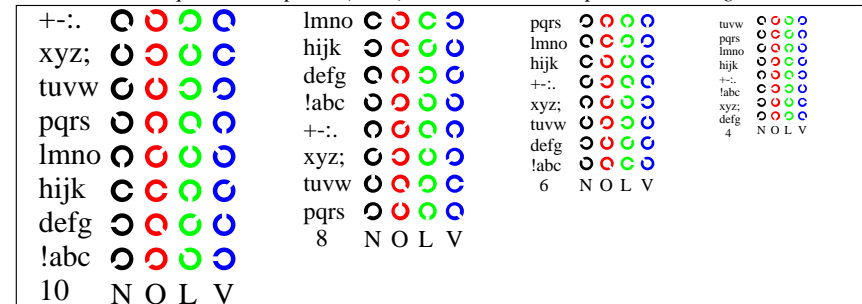 +-:.
xyz;
tuvw
pqrs
lmno
hijk
defg
!abc
10 N O L V
lmno
hijk
defg
!abc
+-:.
xyz;
tuvw
pqrs
8 N O L V
pqrs
lmno
hijk
+-:.
xyz;
tuvw
defg
!abc
6 N O L V
tuvw
pqrs
lmno
hijk
+-:.
!abc
xyz;
defg
4 N O L V